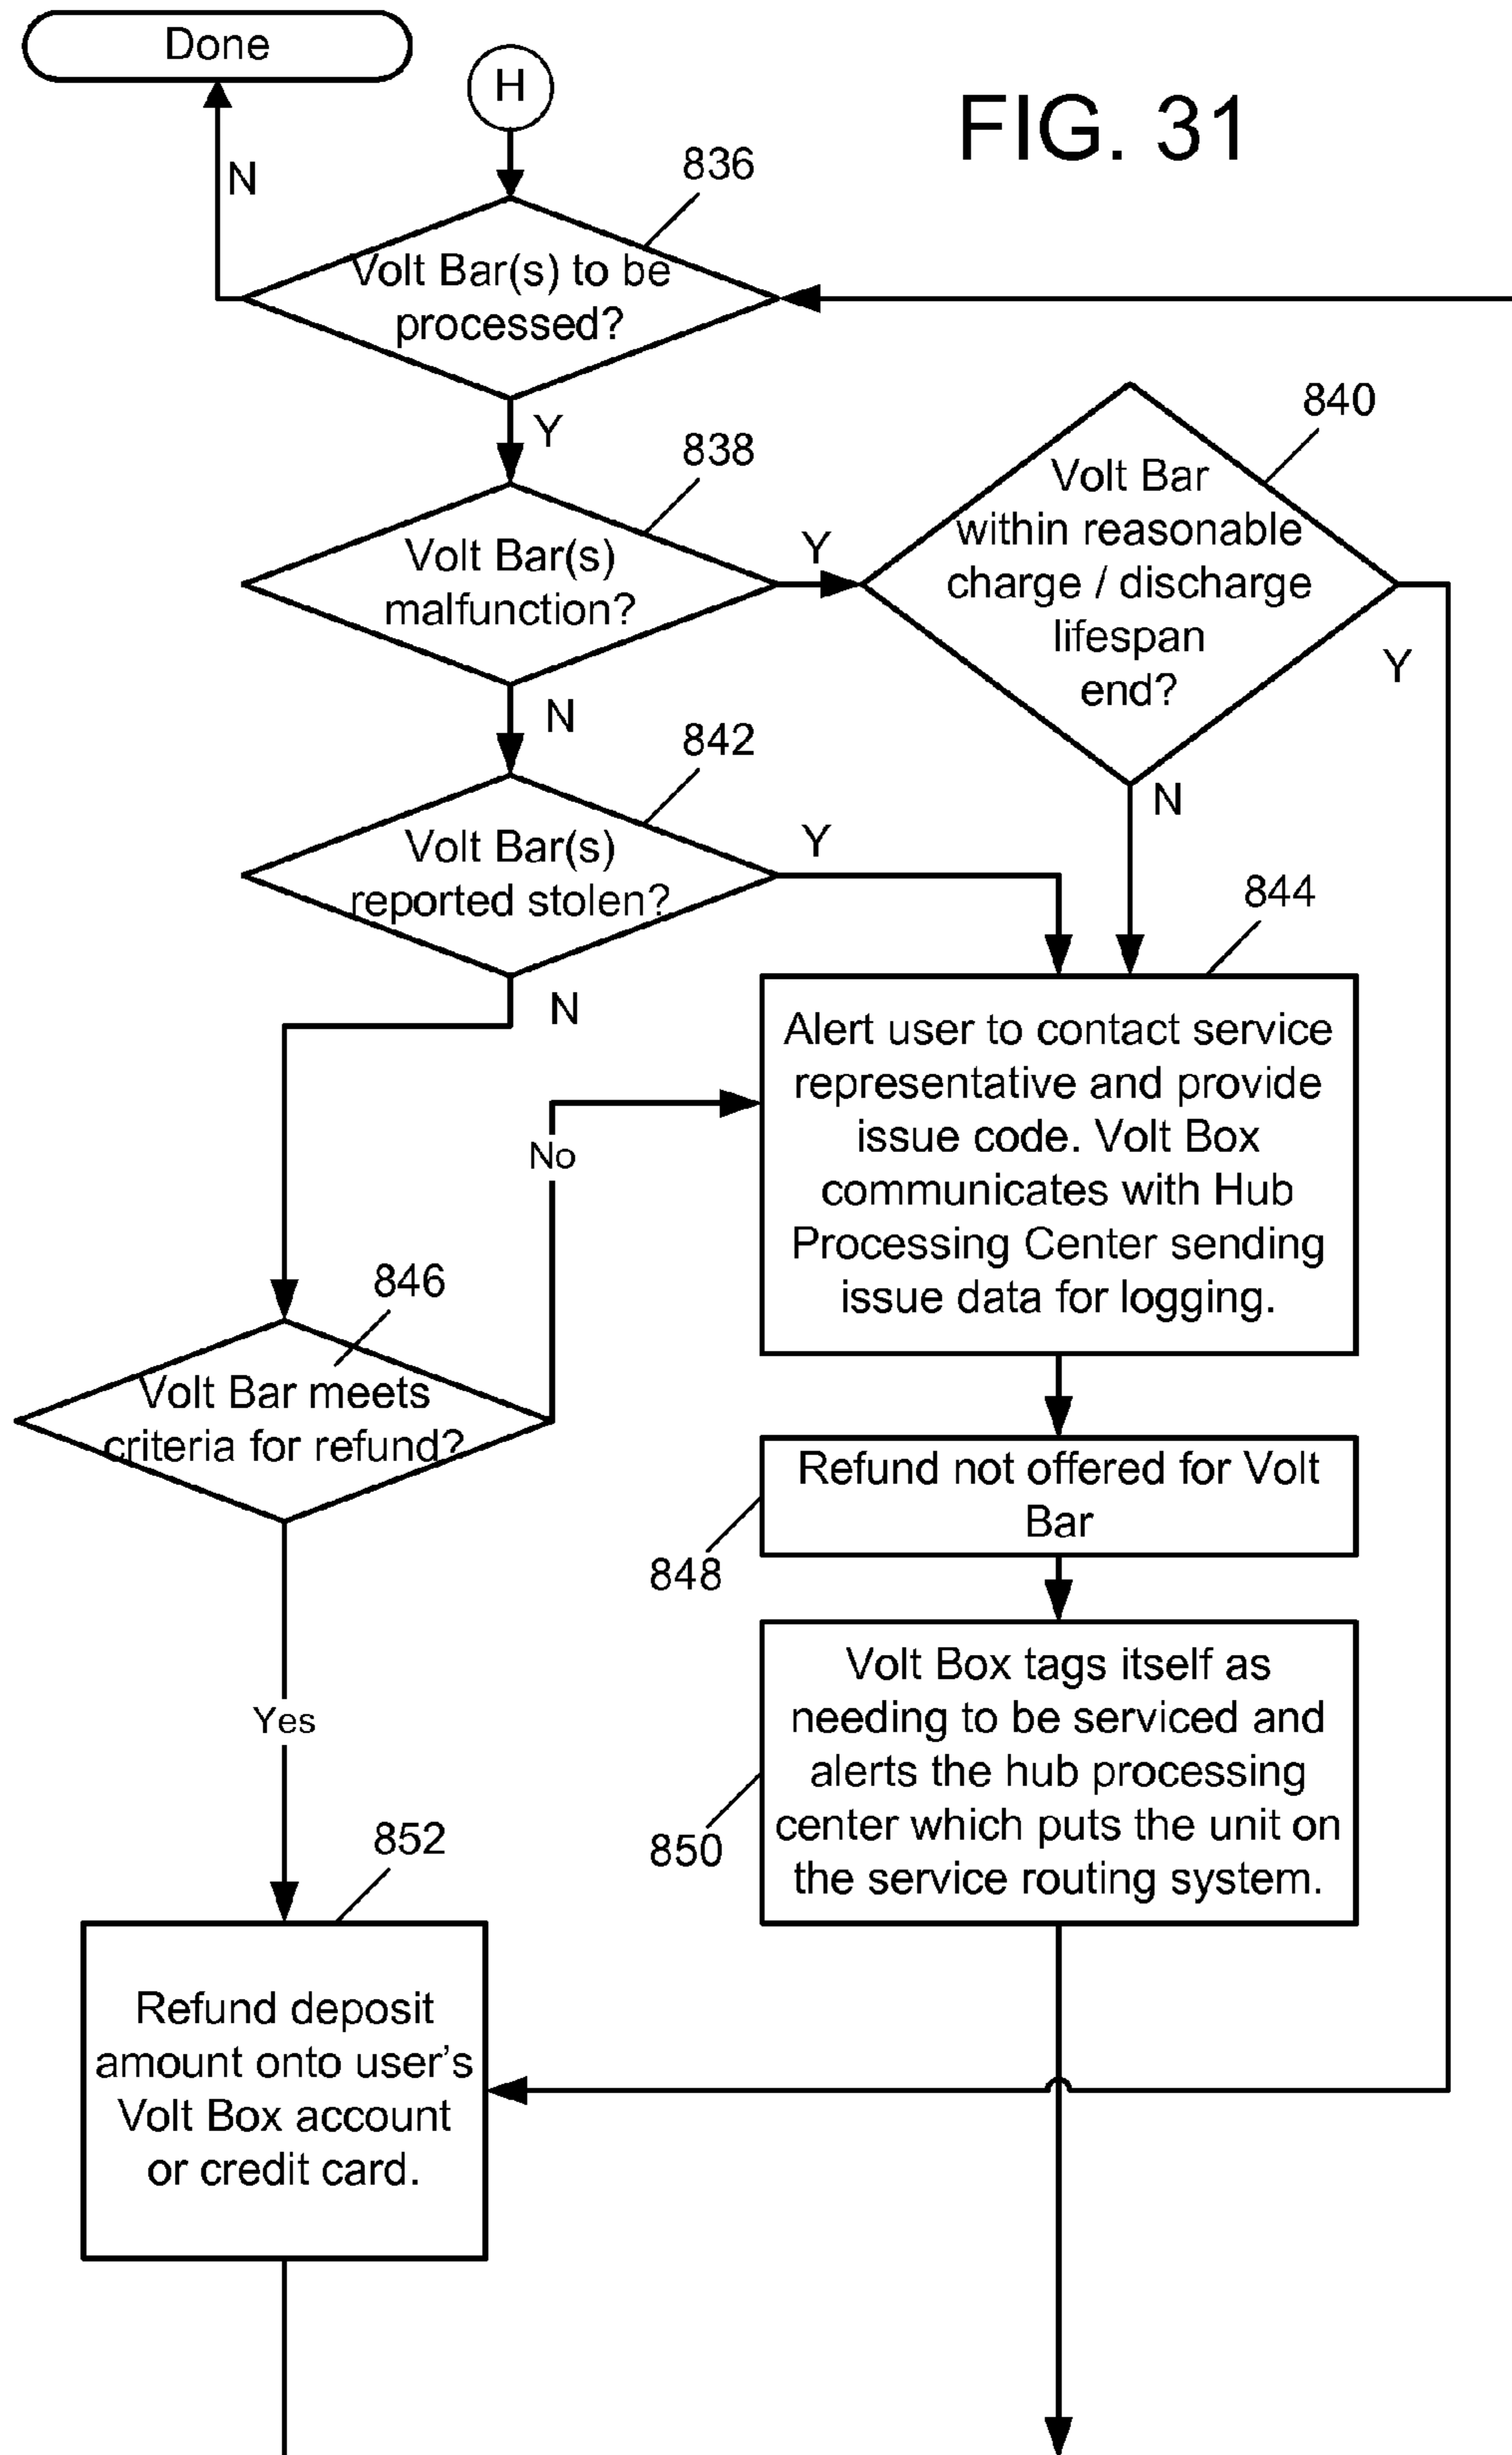 Done
H
FIG. 31
N
836
Volt Bar(s) to be
processed?
Y
838
Volt Bar(s)
malfunction?
Y
840
Volt Bar
within reasonable
charge / discharge
lifespan
end?
Y
N
N
842
Volt Bar(s)
reported stolen?
Y
N
844
Alert user to contact service
representative and provide
issue code. Volt Box
communicates with Hub
Processing Center sending
issue data for logging.
No
846
Volt Bar meets
criteria for refund?
Refund not offered for Volt
Bar
848
Volt Box tags itself as
needing to be serviced and
alerts the hub processing
center which puts the unit on
the service routing system.
850
Yes
852
Refund deposit
amount onto user's
Volt Box account
or credit card.